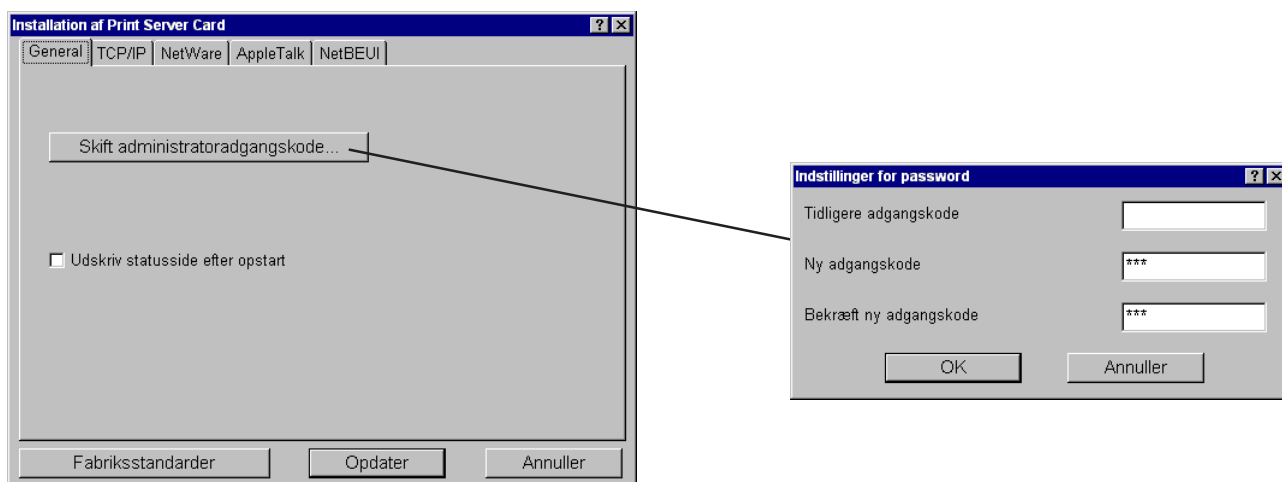 Installation af Print Server Card
General TCP/IP NetWare AppleTalk NetBEUI
Skift administratoradgangskode...
Udskriv statusside efter opstart
Fabriksstandarder Opdater Annuller
Indstillinger for password
Tidligere adgangskode
Ny adgangskode ***
Bekræft ny adgangskode ***
OK Annuller